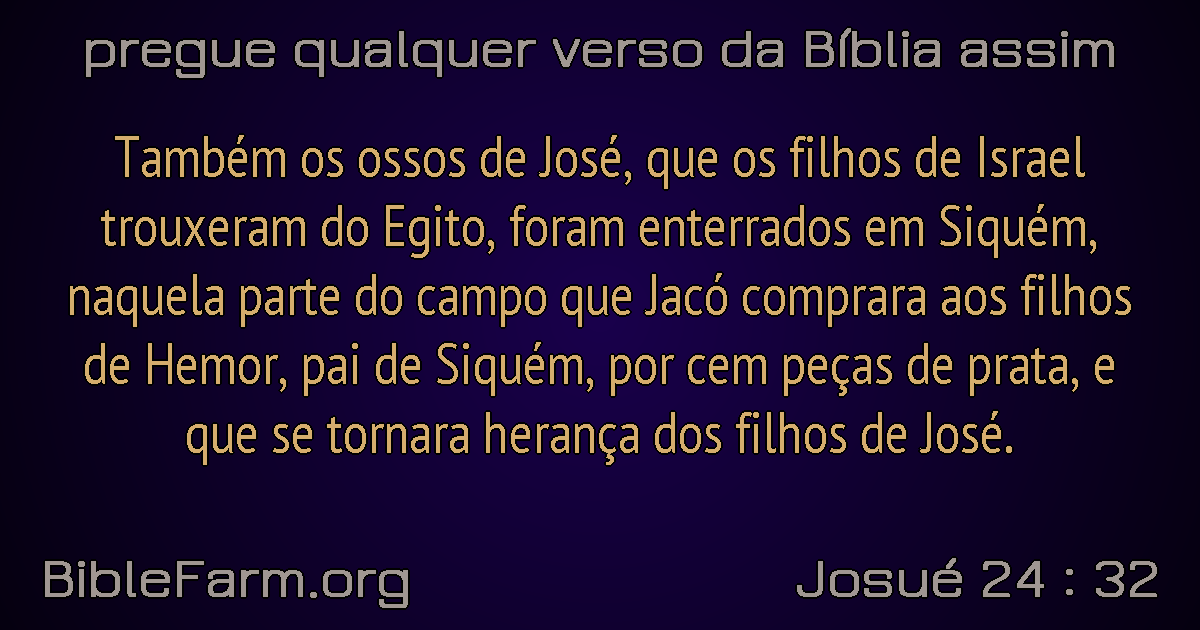 pregue qualquer verso da Bíblia assim
Também os ossos de José, que os filhos de Israel
trouxeram do Egito, foram enterrados em Siquém,
naquela parte do campo que Jacó comprara aos filhos
de Hemor, pai de Siquém, por cem peças de prata, e
que se tornara herança dos filhos de José.
BibleFarm.org
Josué 24 : 32